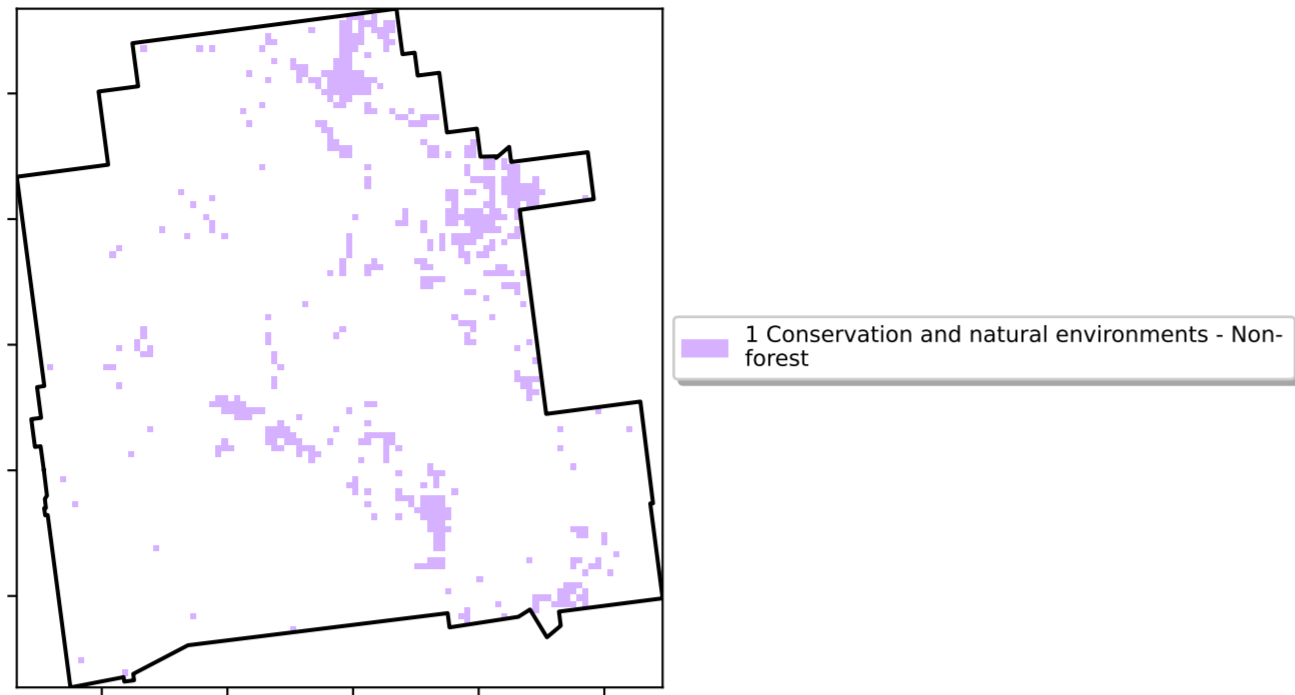 1 Conservation and natural environments - Non-
forest